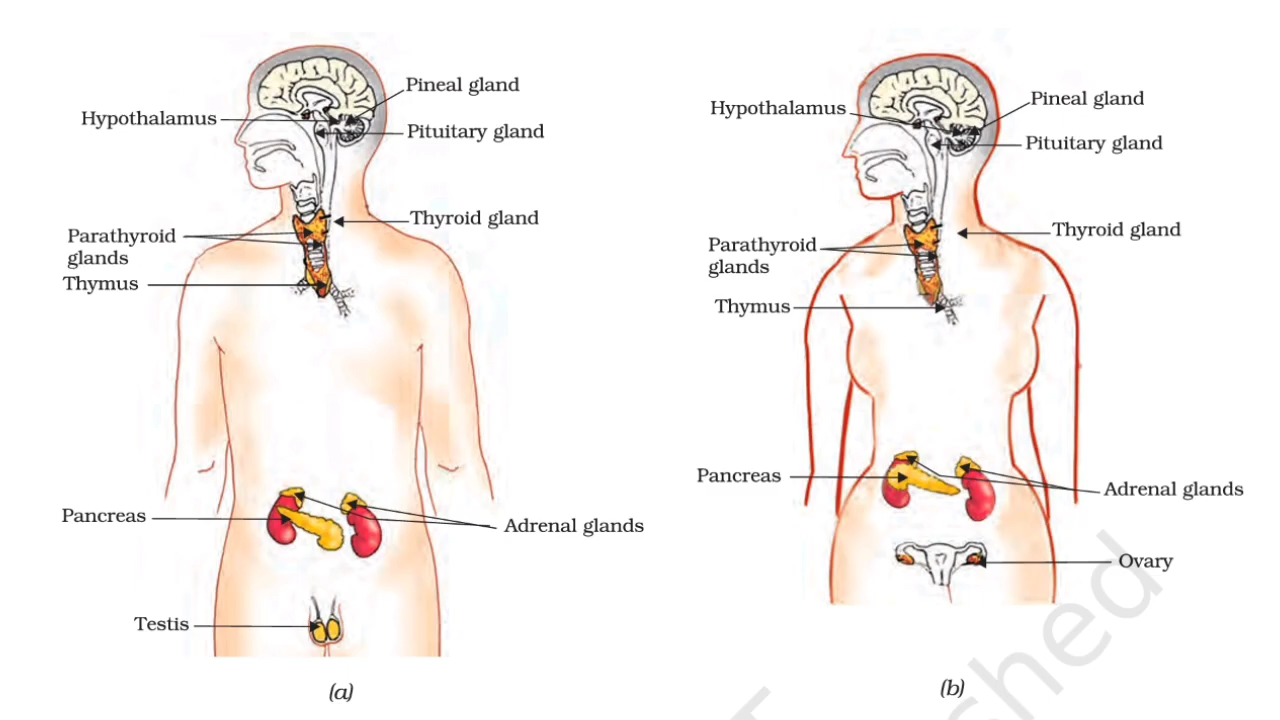 Pineal gland
Hypothalamus
Pituitary gland
Thyroid gland
Parathyroid
glands
Thymus
Pancreas
Adrenal glands
Testis
(a)
Hypothalamus
Pineal gland
Pituitary gland
Thyroid gland
Parathyroid
glands
Thymus
Pancreas
Adrenal glands
Ovary
(b)
shed